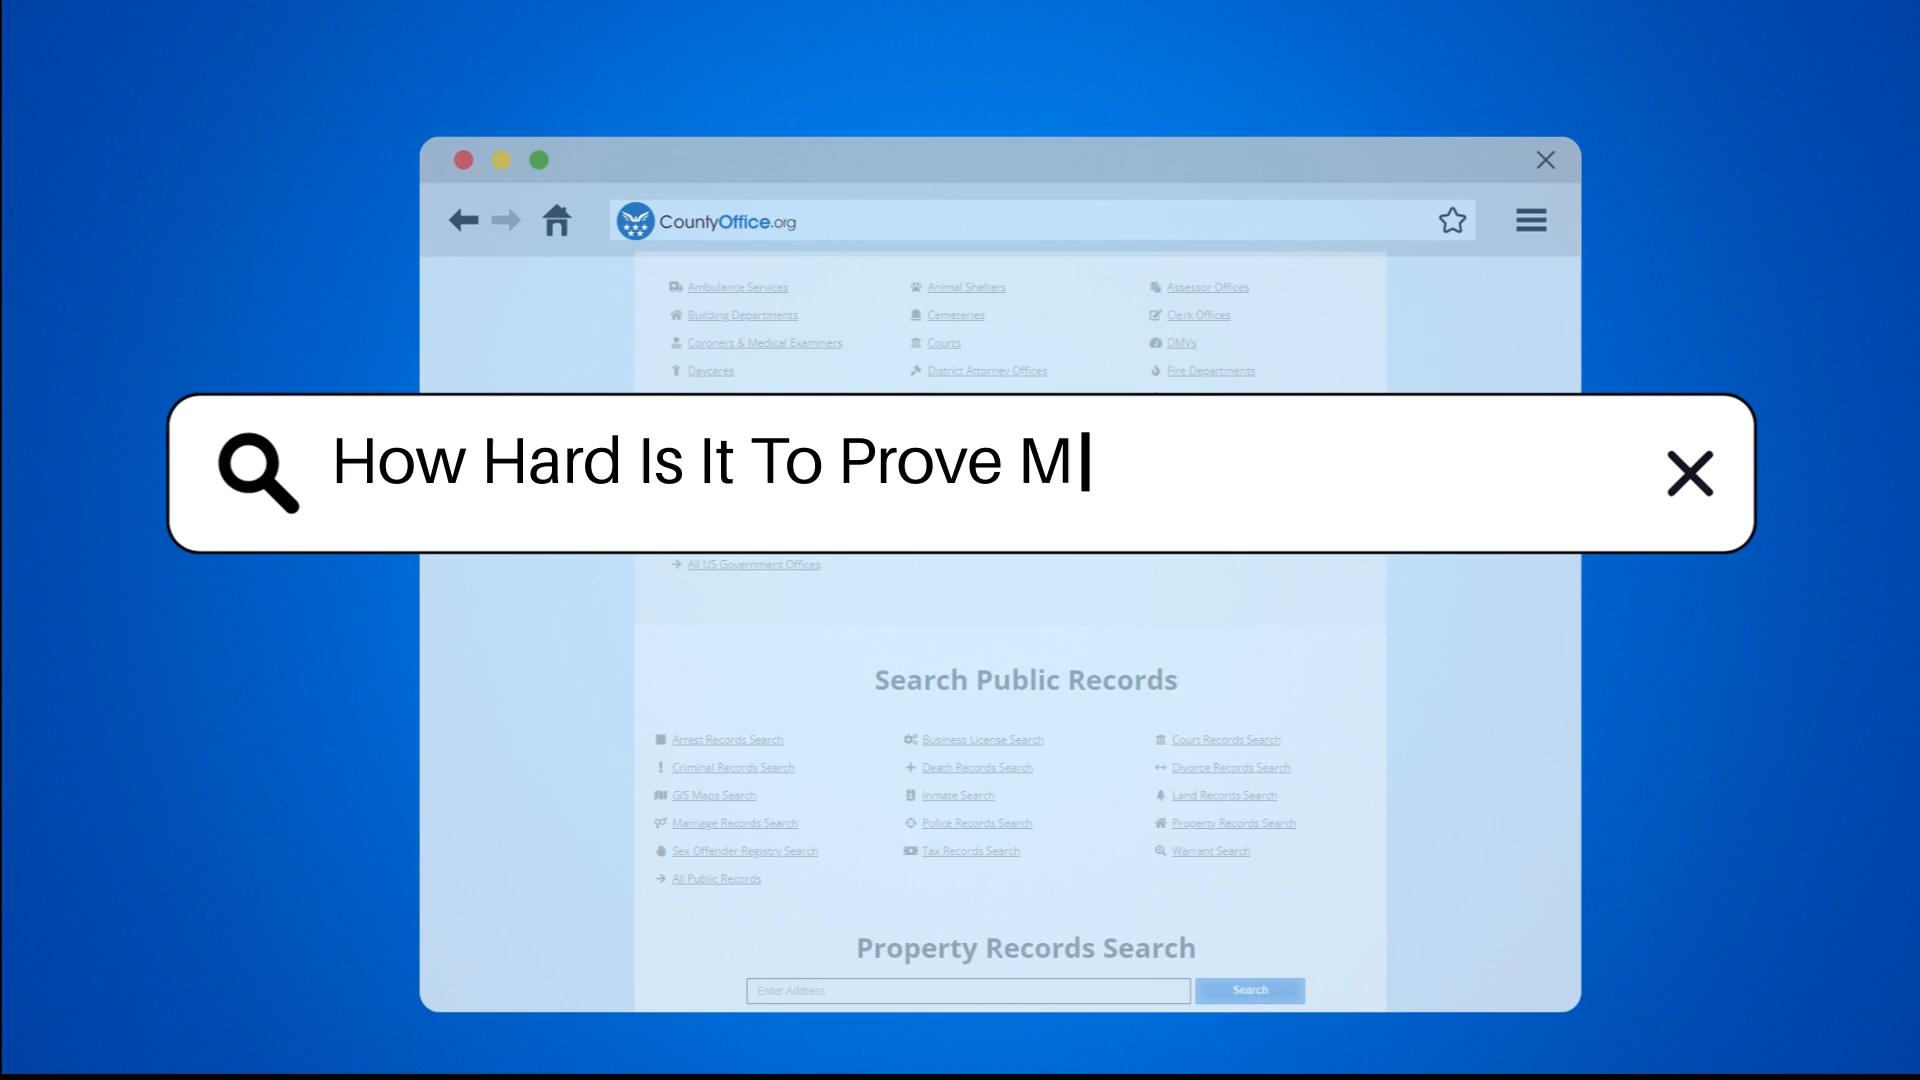 CountyOffice.org
Ambulance Services Animal Shelters Assessor Offices
Building Departments Cemeteries Clerk Offices
Coroners & Medical Examiners Courts DMVs
Daycares District Attorney Offices Fire Departments
How Hard Is It To Prove M
All US Government Offices
Search Public Records
Arrest Records Search Business License Search Court Records Search
Criminal Records Search Death Records Search Divorce Records Search
GIS Maps Search Inmate Search Land Records Search
Marriage Records Search Police Records Search Property Records Search
Sex Offender Registry Search Tax Records Search Warrant Search
All Public Records
Property Records Search
Enter Address Search